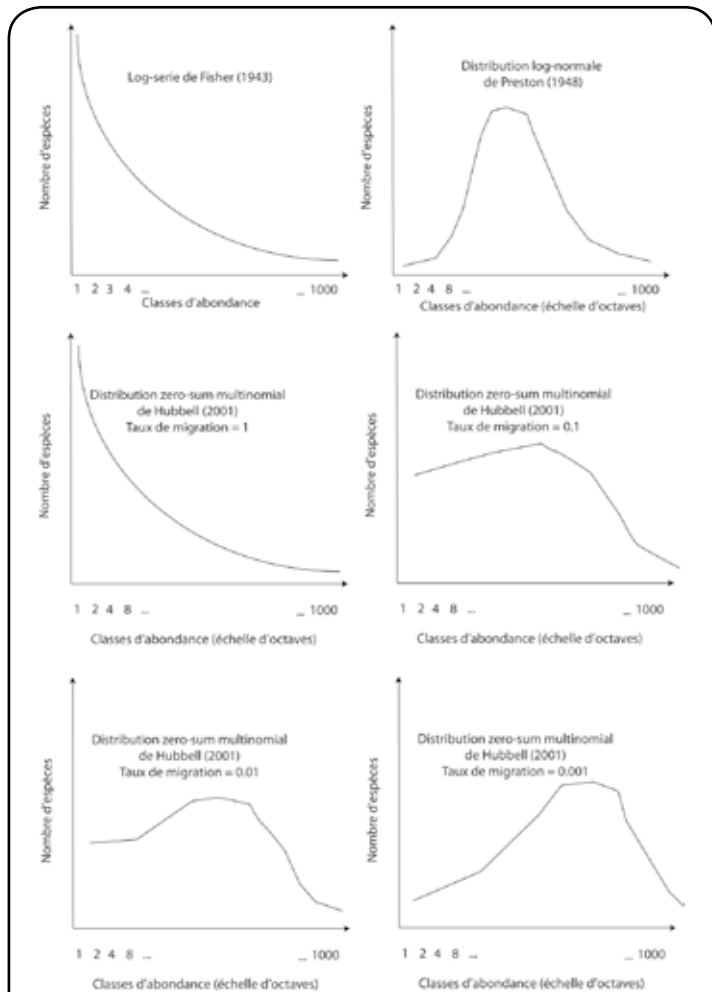 Nombre d'espèces
Log-serie de Fisher (1943)
1 2 3 4 ... ... 1000
Classes d'abondance
Nombre d'espèces
Distribution log-normale
de Preston (1948)
1 2 4 8 ... ... 1000
Classes d'abondance (échelle d'octaves)
Nombre d'espèces
Distribution zero-sum multinomial
de Hubbell (2001)
Taux de migration = 1
1 2 4 8 ... ... 1000
Classes d'abondance (échelle d'octaves)
Nombre d'espèces
Distribution zero-sum multinomial
de Hubbell (2001)
Taux de migration = 0.1
1 2 4 8 ... ... 1000
Classes d'abondance (échelle d'octaves)
Nombre d'espèces
Distribution zero-sum multinomial
de Hubbell (2001)
Taux de migration = 0.01
1 2 4 8 ... ... 1000
Classes d'abondance (échelle d'octaves)
Nombre d'espèces
Distribution zero-sum multinomial
de Hubbell (2001)
Taux de migration = 0.001
1 2 4 8 ... ... 1000
Classes d'abondance (échelle d'octaves)